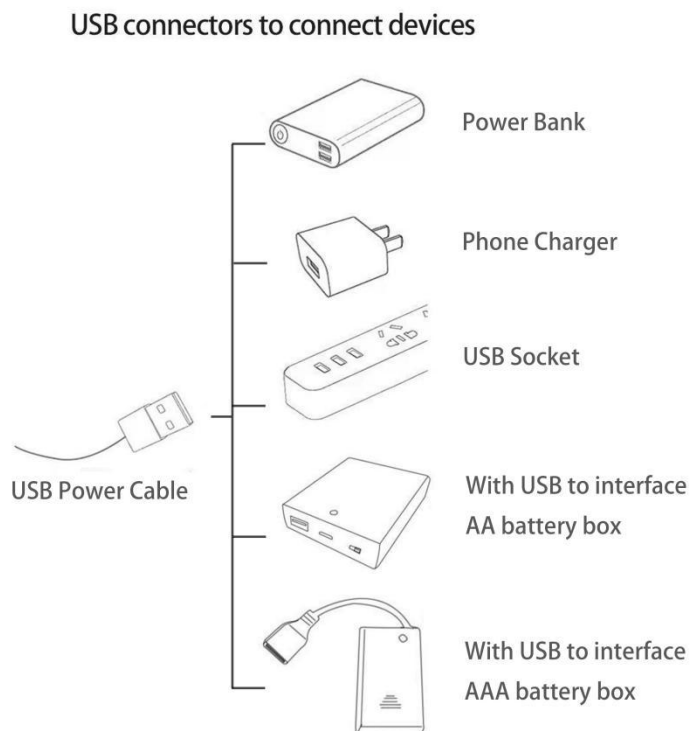 USB connectors to connect devices
Power Bank
Phone Charger
USB Socket
USB Power Cable
With USB to interface
AA battery box
With USB to interface
AAA battery box